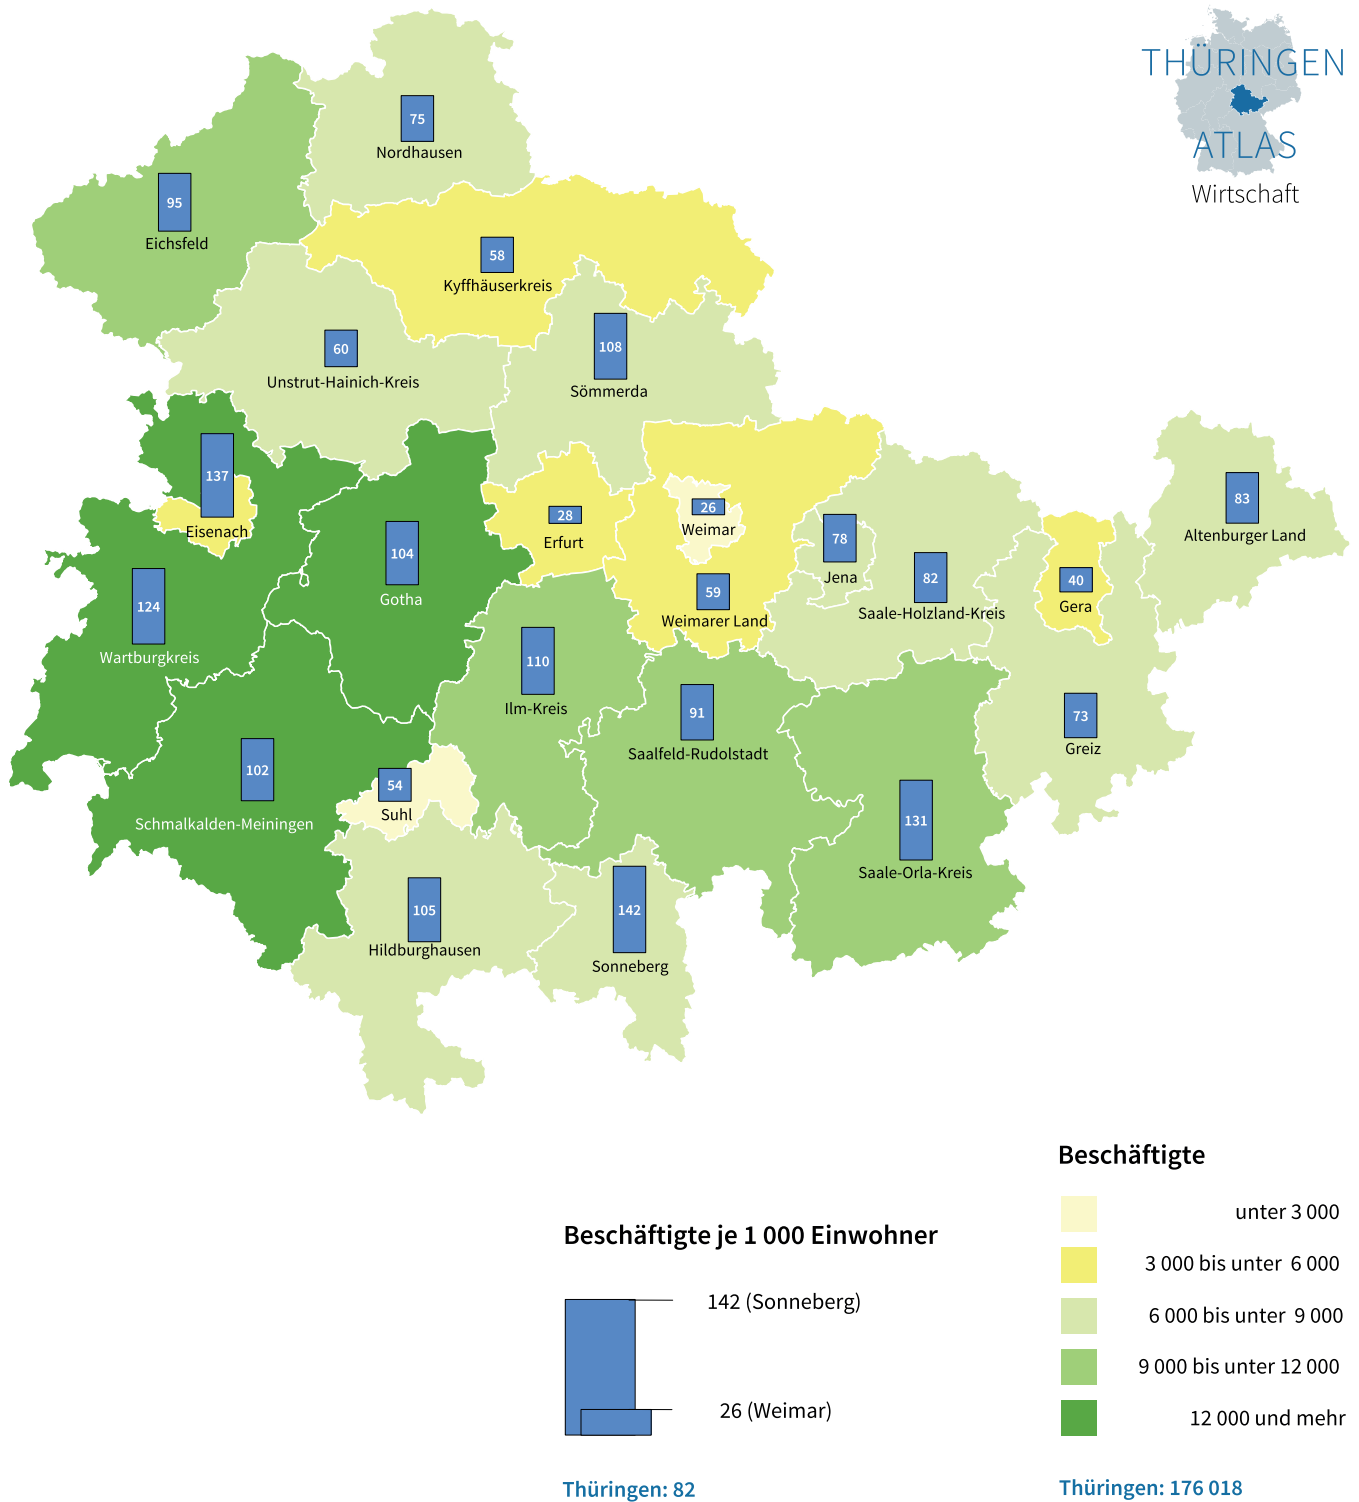 THÜRINGEN
ATLAS
Wirtschaft
75
Nordhausen
95
Eichsfeld
58
Kyffhäuserkreis
60
Unstrut-Hainich-Kreis
108
Sömmerda
137
Eisenach
28
Erfurt
26
Weimar
78
Jena
83
Altenburger Land
104
Gotha
124
Wartburgkreis
59
Weimarer Land
82
Saale-Holzland-Kreis
40
Gera
110
Ilm-Kreis
91
Saalfeld-Rudolstadt
73
Greiz
102
Schmalkalden-Meiningen
54
Suhl
131
Saale-Orla-Kreis
105
Hildburghausen
142
Sonneberg
Beschäftigte je 1 000 Einwohner
142 (Sonneberg)
26 (Weimar)
Thüringen: 82
Beschäftigte
unter 3 000
3 000 bis unter 6 000
6 000 bis unter 9 000
9 000 bis unter 12 000
12 000 und mehr
Thüringen: 176 018